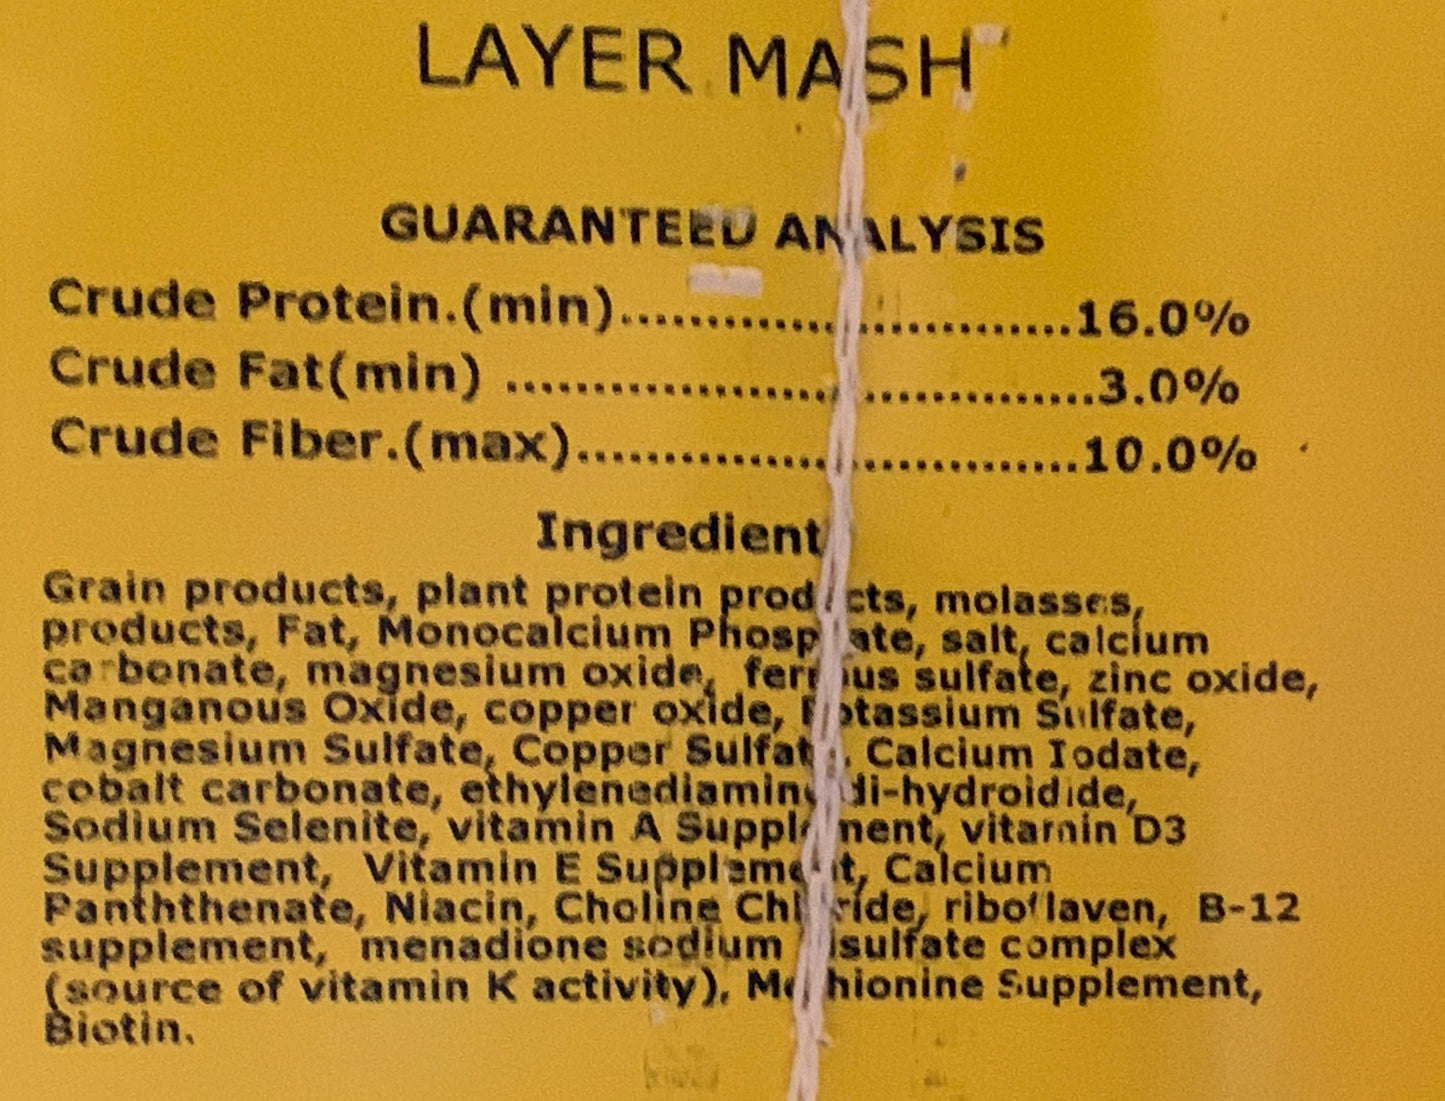 LAYER MASH
GUARANTEED ANALYSIS
Crude Protein.(min)...............................16.0%
Crude Fat(min) ........................................3.0%
Crude Fiber.(max)..................................10.0%
Ingredient
Grain products, plant protein products, molasses,
products, Fat, Monocalcium Phosphate, salt, calcium
carbonate, magnesium oxide, ferrous sulfate, zinc oxide,
Manganous Oxide, copper oxide, Potassium Sulfate,
Magnesium Sulfate, Copper Sulfate, Calcium Iodate,
cobalt carbonate, ethylenediamine di-hydroidide,
Sodium Selenite, vitamin A Supplement, vitamin D3
Supplement, Vitamin E Supplement, Calcium
Panththenate, Niacin, Choline Chloride, riboflaven, B-12
supplement, menadione sodium bisulfate complex
(source of vitamin K activity), Methionine Supplement,
Biotin.